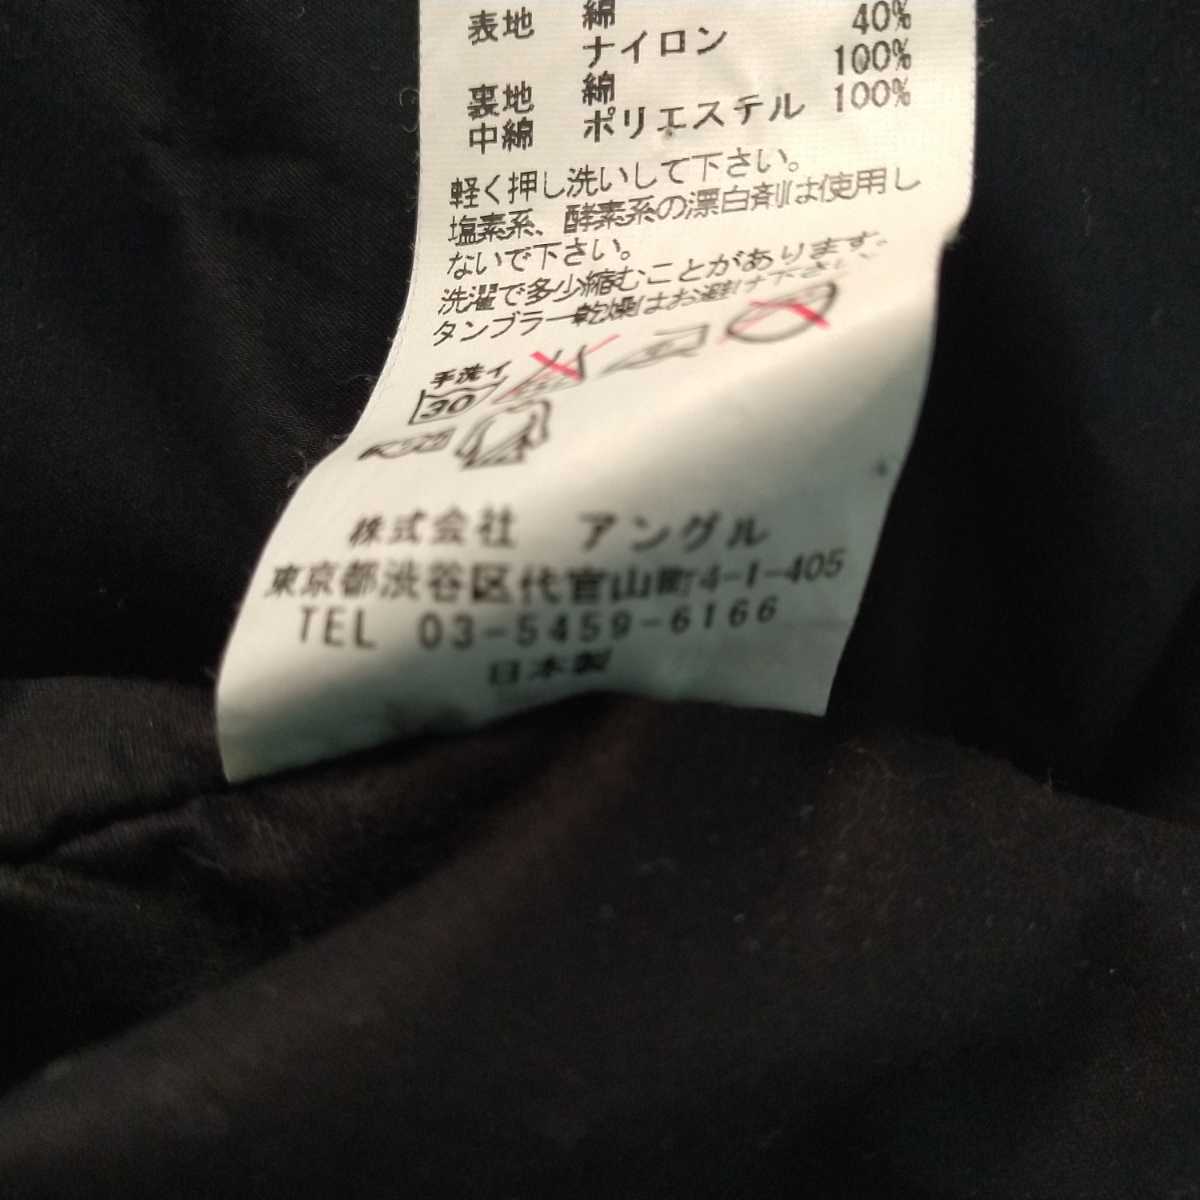 表地 綿
ナイロン 40%
裏地 綿 100%
中綿 ポリエステル 100%
軽く押し洗いして下さい。
塩素系、酵素系の漂白剤は使用し
ないで下さい。
洗濯で多少縮むことがあります。
タンブラー乾燥はお避け下さい
手洗イ
30
株式会社 アングル
東京都渋谷区代官山町4-1-405
TEL 03-5459-6166
日本製